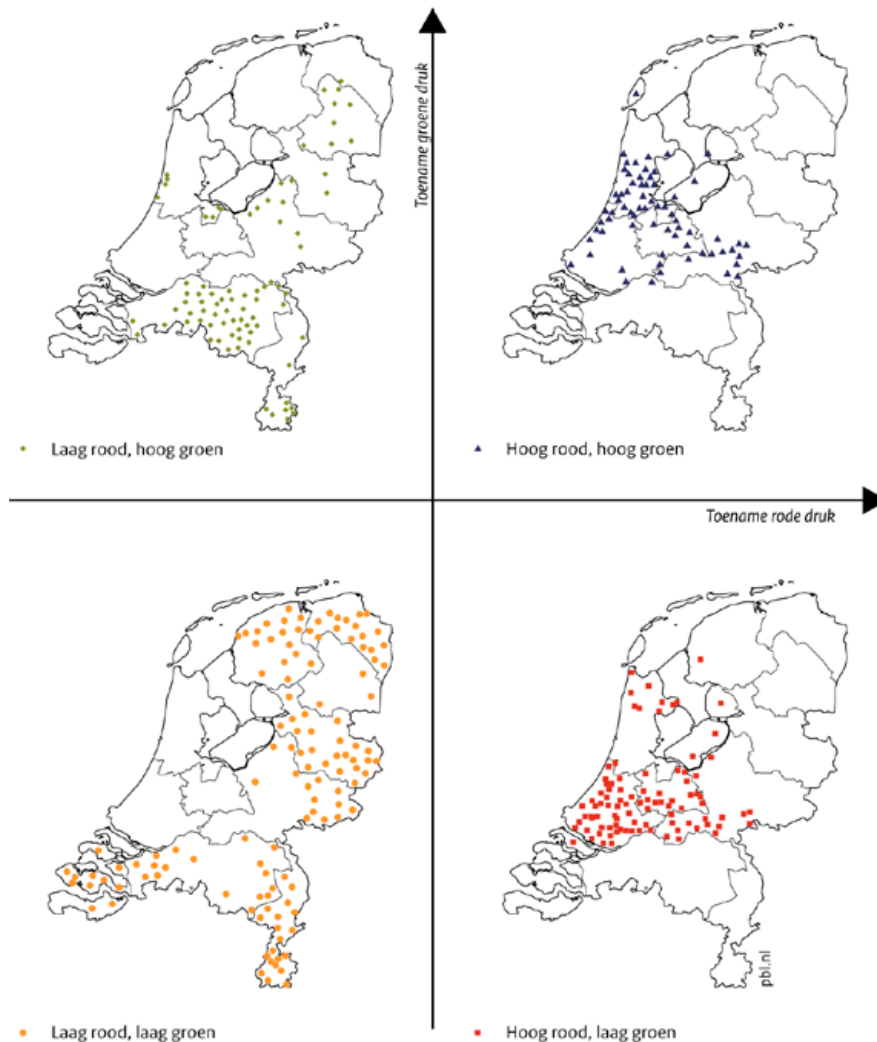 Toename groene druk
Laag rood, hoog groen
Hoog rood, hoog groen
Toename rode druk
pbl.nl
Laag rood, laag groen
Hoog rood, laag groen